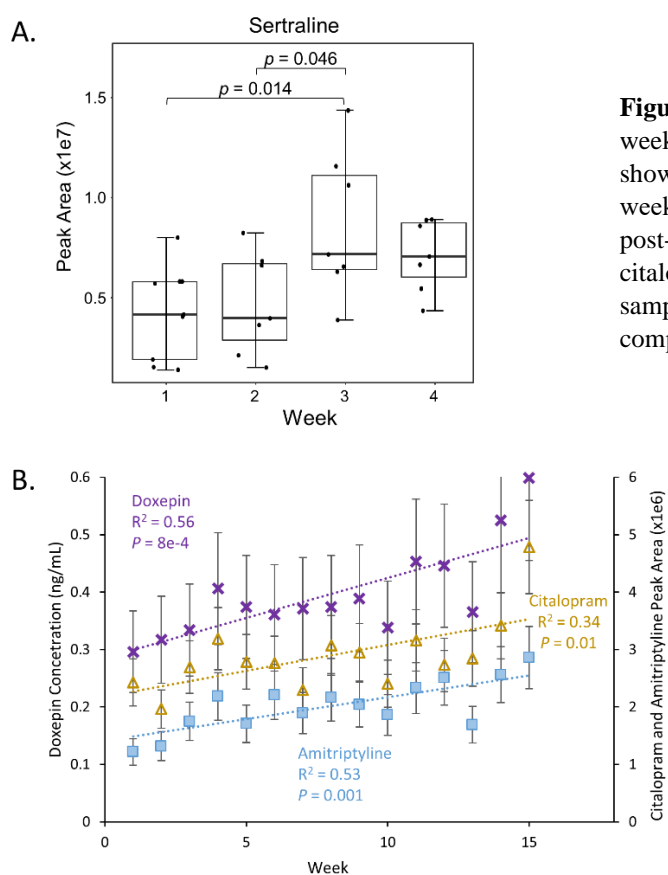 A.
Sertraline
p = 0.046
p = 0.014
Peak Area (x1e7)
1.5
1.0
0.5
1 2 3 4
Week
Figu
week
show
week
post-
citalo
samp
comp
B.
Doxepin
R² = 0.56
P = 8e-4
Citalopram
R² = 0.34
P = 0.01
Amitriptyline
R² = 0.53
P = 0.001
Doxepin Concetration (ng/mL)
0.6
0.5
0.4
0.3
0.2
0.1
0
Citalopram and Amitriptyline Peak Area (x1e6)
6
5
4
3
2
1
0
0 5 10 15
Week